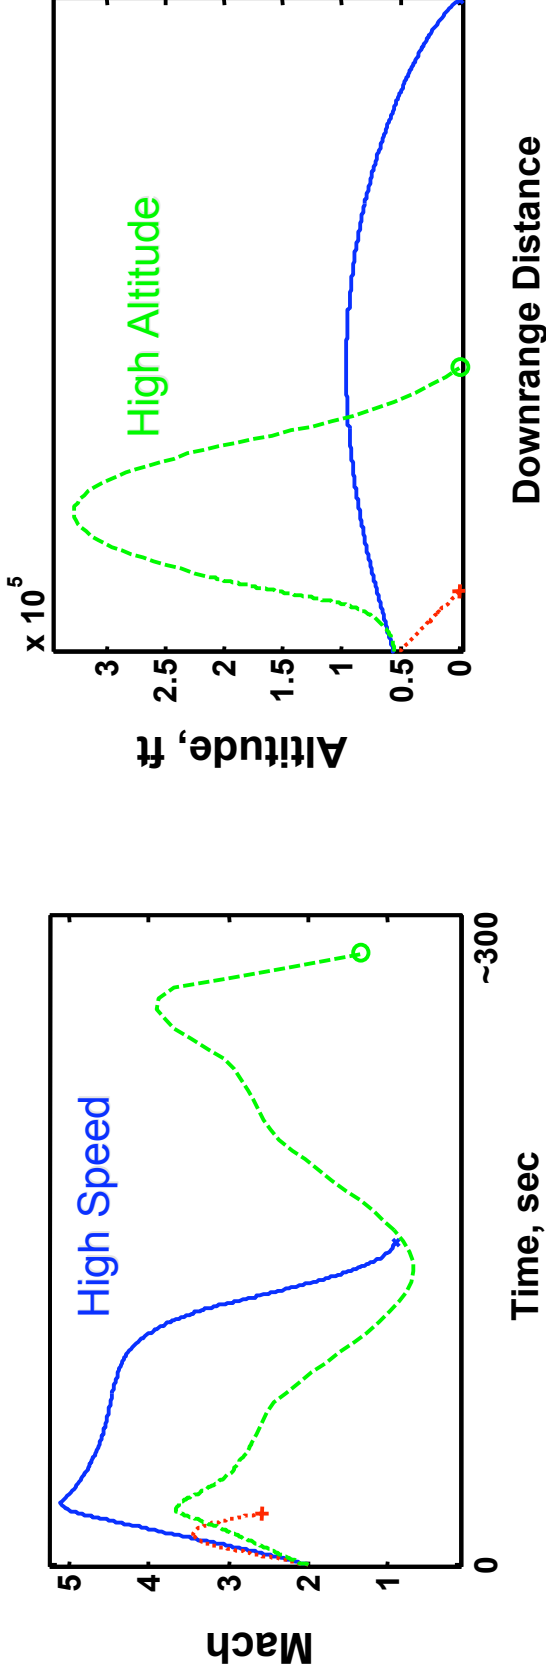 Mach
5
4
3
2
1
High Speed
0
~300
Time, sec
Altitude, ft
x 10^5
3
2.5
2
1.5
1
0.5
0
High Altitude
Downrange Distance